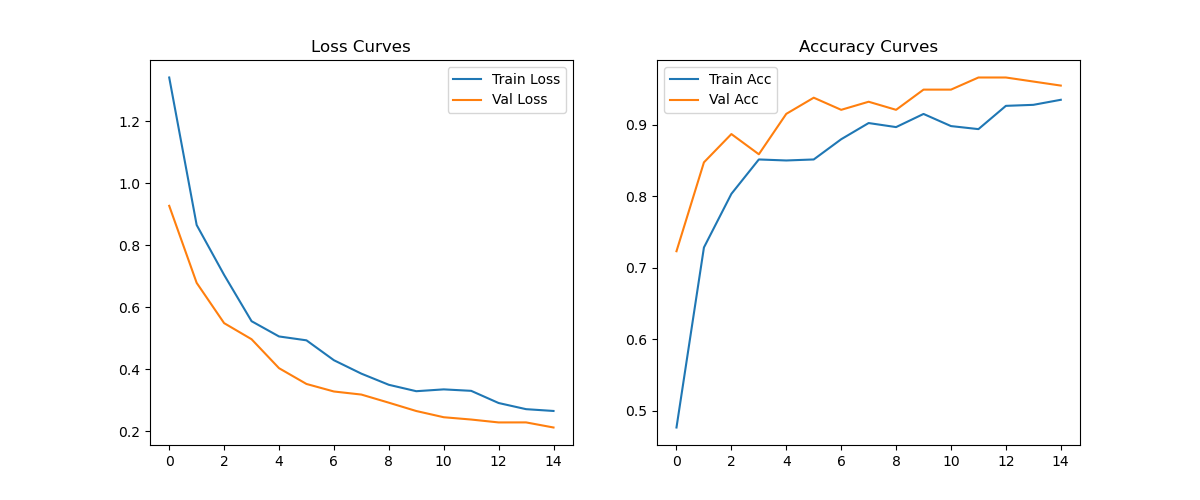 Loss Curves
Train Loss
Val Loss
1.2
1.0
0.8
0.6
0.4
0.2
0 2 4 6 8 10 12 14
Accuracy Curves
Train Acc
Val Acc
0.9
0.8
0.7
0.6
0.5
0 2 4 6 8 10 12 14